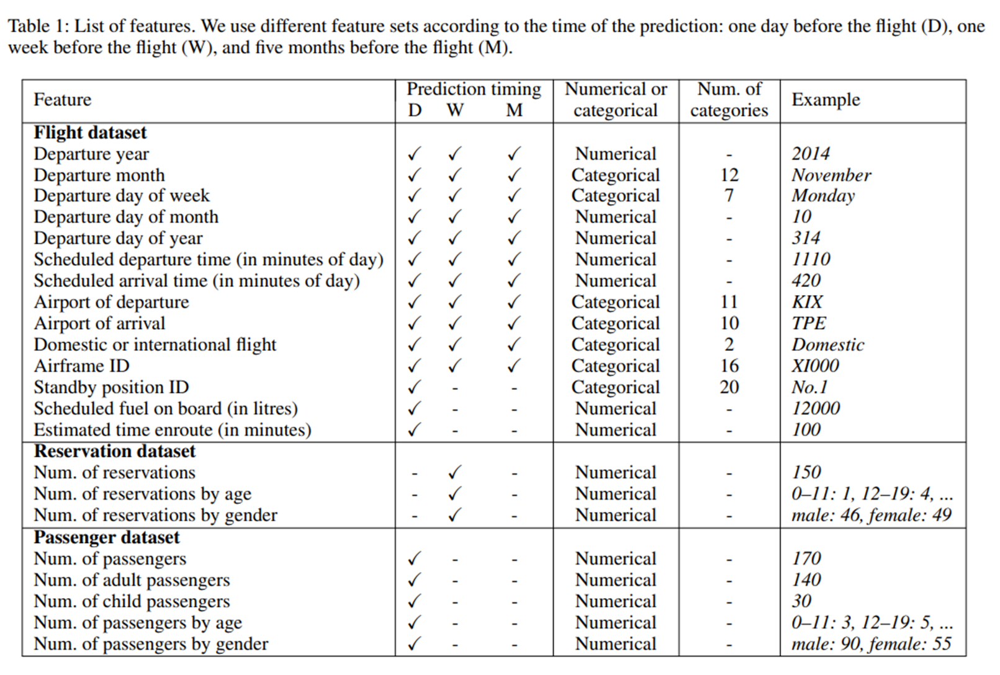 Table 1: List of features. We use different feature sets according to the time of the prediction: one day before the flight (D), one
week before the flight (W), and five months before the flight (M).
Feature Prediction timing Numerical or Num. of Example
D W M categorical categories
Flight dataset
Departure year ✓ ✓ ✓ Numerical - 2014
Departure month ✓ ✓ ✓ Categorical 12 November
Departure day of week ✓ ✓ ✓ Categorical 7 Monday
Departure day of month ✓ ✓ ✓ Numerical - 10
Departure day of year ✓ ✓ ✓ Numerical - 314
Scheduled departure time (in minutes of day) ✓ ✓ ✓ Numerical - 1110
Scheduled arrival time (in minutes of day) ✓ ✓ ✓ Numerical - 420
Airport of departure ✓ ✓ ✓ Categorical 11 KIX
Airport of arrival ✓ ✓ ✓ Categorical 10 TPE
Domestic or international flight ✓ ✓ ✓ Categorical 2 Domestic
Airframe ID ✓ ✓ ✓ Categorical 16 XI000
Standby position ID ✓ - - Categorical 20 No.1
Scheduled fuel on board (in litres) ✓ - - Numerical - 12000
Estimated time enroute (in minutes) ✓ - - Numerical - 100
Reservation dataset
Num. of reservations - ✓ - Numerical - 150
Num. of reservations by age - ✓ - Numerical - 0–11: 1, 12–19: 4, ...
Num. of reservations by gender - ✓ - Numerical - male: 46, female: 49
Passenger dataset
Num. of passengers ✓ - - Numerical - 170
Num. of adult passengers ✓ - - Numerical - 140
Num. of child passengers ✓ - - Numerical - 30
Num. of passengers by age ✓ - - Numerical - 0–11: 3, 12–19: 5, ...
Num. of passengers by gender ✓ - - Numerical - male: 90, female: 55